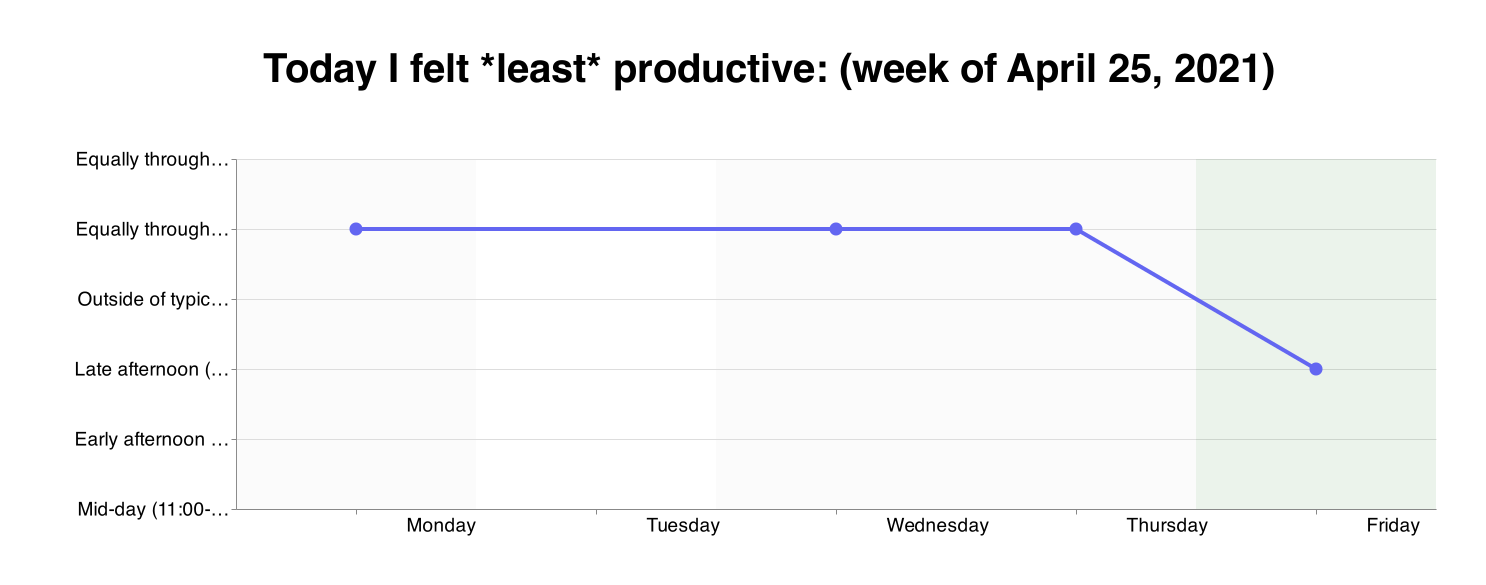 Today I felt *least* productive: (week of April 25, 2021)
Equally through…
Equally through…
Outside of typic…
Late afternoon (…
Early afternoon …
Mid-day (11:00-…
Monday Tuesday Wednesday Thursday Friday